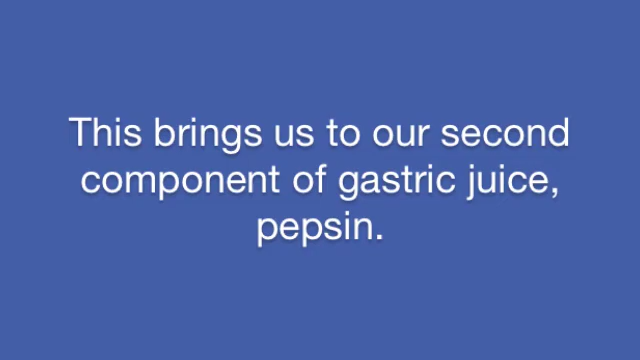 This brings us to our second
component of gastric juice,
pepsin.